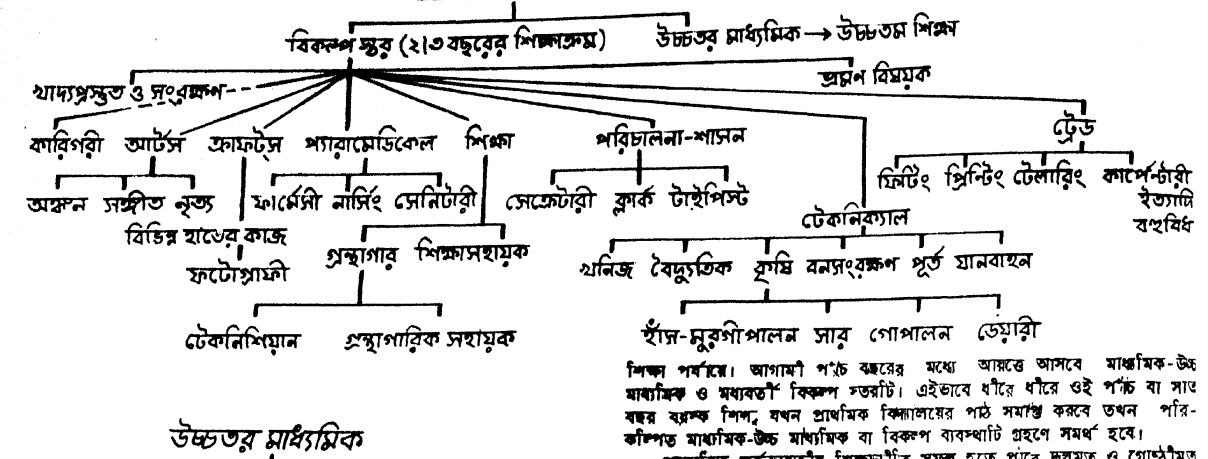 বিকল্প স্তর (২/৩ বছরের শিক্ষাক্রম) উচ্চতর মাধ্যমিক → উচ্চতম শিক্ষা
খাদ্যপ্রস্তুত ও সংরক্ষণ প্রমণ বিষয়ক
কারিগরী আর্টস ক্রাফট্স প্যারামেডিকেল শিক্ষা পরিচালনা-শাসন ট্রেড
অঙ্কন সঙ্গীত নৃত্য ফার্মেসী নার্সিং সেনিটারী সেক্রেটারী ক্লার্ক টাইপিস্ট ফিটিং প্রিন্টিং টেলারিং কার্পেন্টারী
ইত্যাদি
বহুবিধ
বিভিন্ন হাতের কাজ টেকনিক্যাল
ফটোগ্রাফী গ্রন্থাগার শিক্ষাসহায়ক খনিজ বৈদ্যুতিক কৃষি বনসংরক্ষণ পূর্ত যানবাহন
টেকনিশিয়ান গ্রন্থাগারিক সহায়ক হাঁস-মুরগীপালন সার গোপালন ডেয়ারী
শিক্ষা পর্যায়ে। আগামী পাঁচ বছরের মধ্যে আয়ত্তে আসবে মাধ্যমিক-উচ্চ
মাধ্যমিক ও মধ্যবর্তী বিকল্প স্তরটি। এইভাবে ধীরে ধীরে ওই পাঁচ বা সাত
বছর বয়স্ক শিশু যখন প্রাথমিক বিদ্যালয়ের পাঠ সমাপ্ত করবে তখন পরি-
কল্পিত মাধ্যমিক-উচ্চ মাধ্যমিক বা বিকল্প ব্যবস্থাটি গ্রহণে সমর্থ হবে।
উচ্চতর মাধ্যমিক